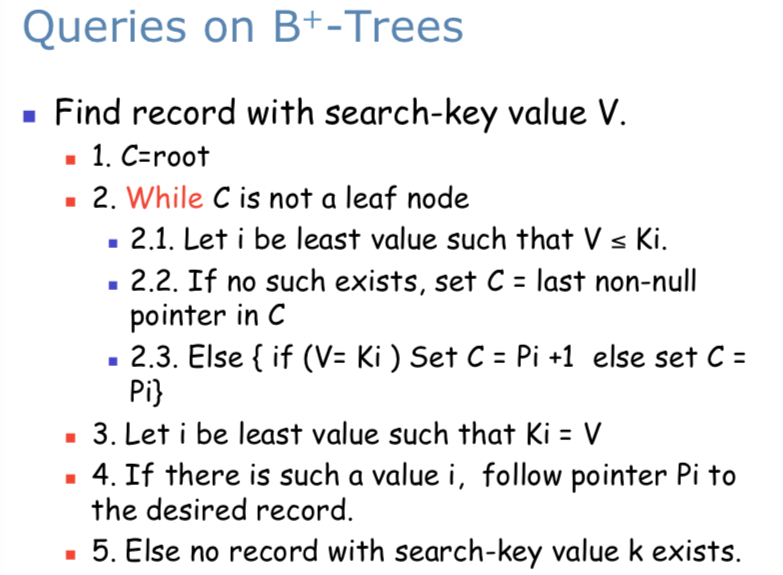 Queries on B+-Trees
Find record with search-key value V.
1. C=root
2. While C is not a leaf node
2.1. Let i be least value such that V ≤ Ki.
2.2. If no such exists, set C = last non-null
pointer in C
2.3. Else { if (V= Ki ) Set C = Pi +1 else set C =
Pi}
3. Let i be least value such that Ki = V
4. If there is such a value i, follow pointer Pi to
the desired record.
5. Else no record with search-key value k exists.